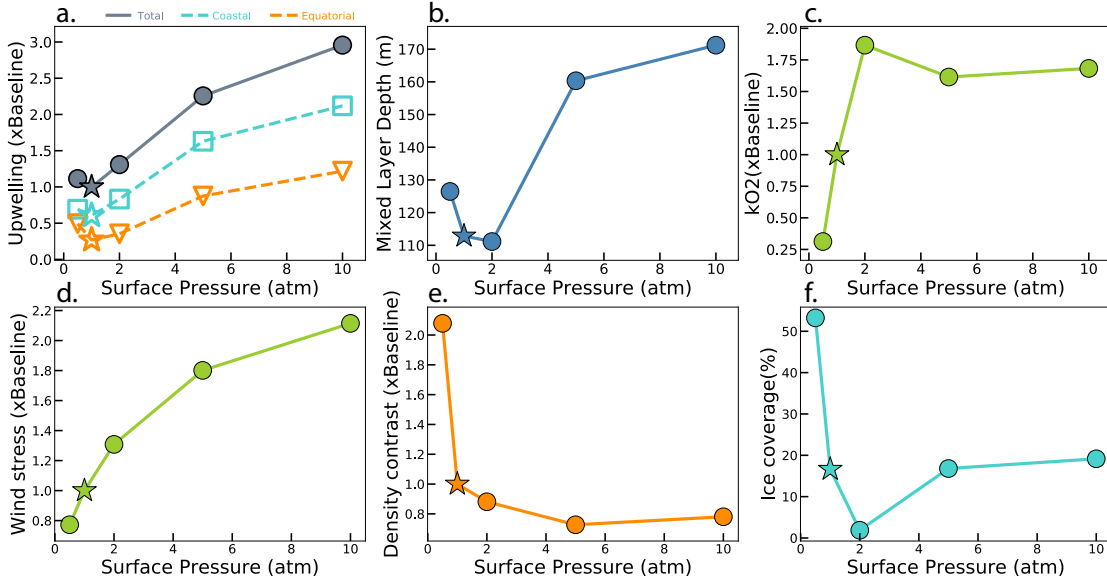 a.
Total
Coastal
Equatorial
Upwelling (xBaseline)
3.0
2.5
2.0
1.5
1.0
0.5
0.0
0 2 4 6 8 10
Surface Pressure (atm)
b.
Mixed Layer Depth (m)
170
160
150
140
130
120
110
0 2 4 6 8 10
Surface Pressure (atm)
c.
kO2(xBaseline)
2.00
1.75
1.50
1.25
1.00
0.75
0.50
0.25
0 2 4 6 8 10
Surface Pressure (atm)
d.
Wind stress (xBaseline)
2.2
2.0
1.8
1.6
1.4
1.2
1.0
0.8
0 2 4 6 8 10
Surface Pressure (atm)
e.
Density contrast (xBaseline)
2.0
1.8
1.6
1.4
1.2
1.0
0.8
0 2 4 6 8 10
Surface Pressure (atm)
f.
Ice coverage(%)
50
40
30
20
10
0
0 2 4 6 8 10
Surface Pressure (atm)